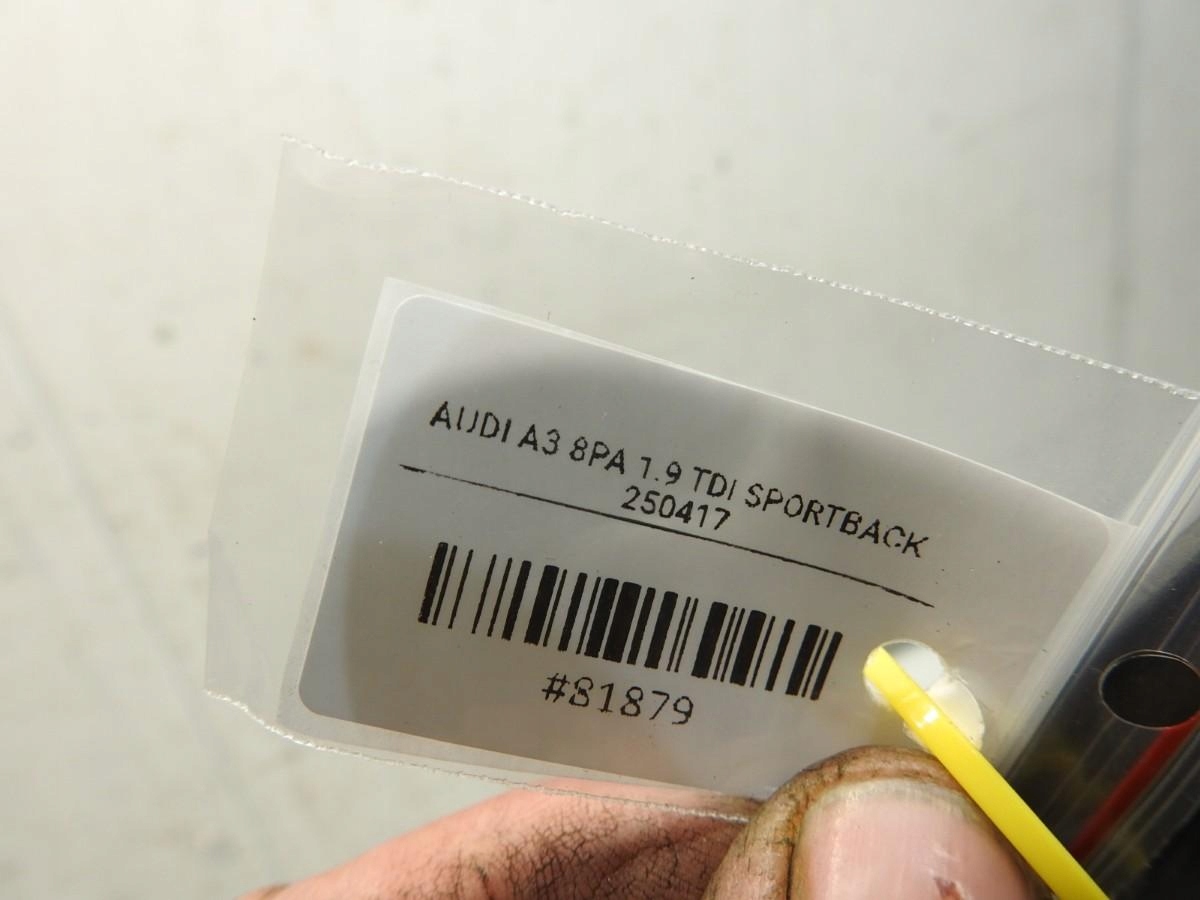 AUDI A3 8PA 1.9 TDI SPORTBACK
250417
#81879